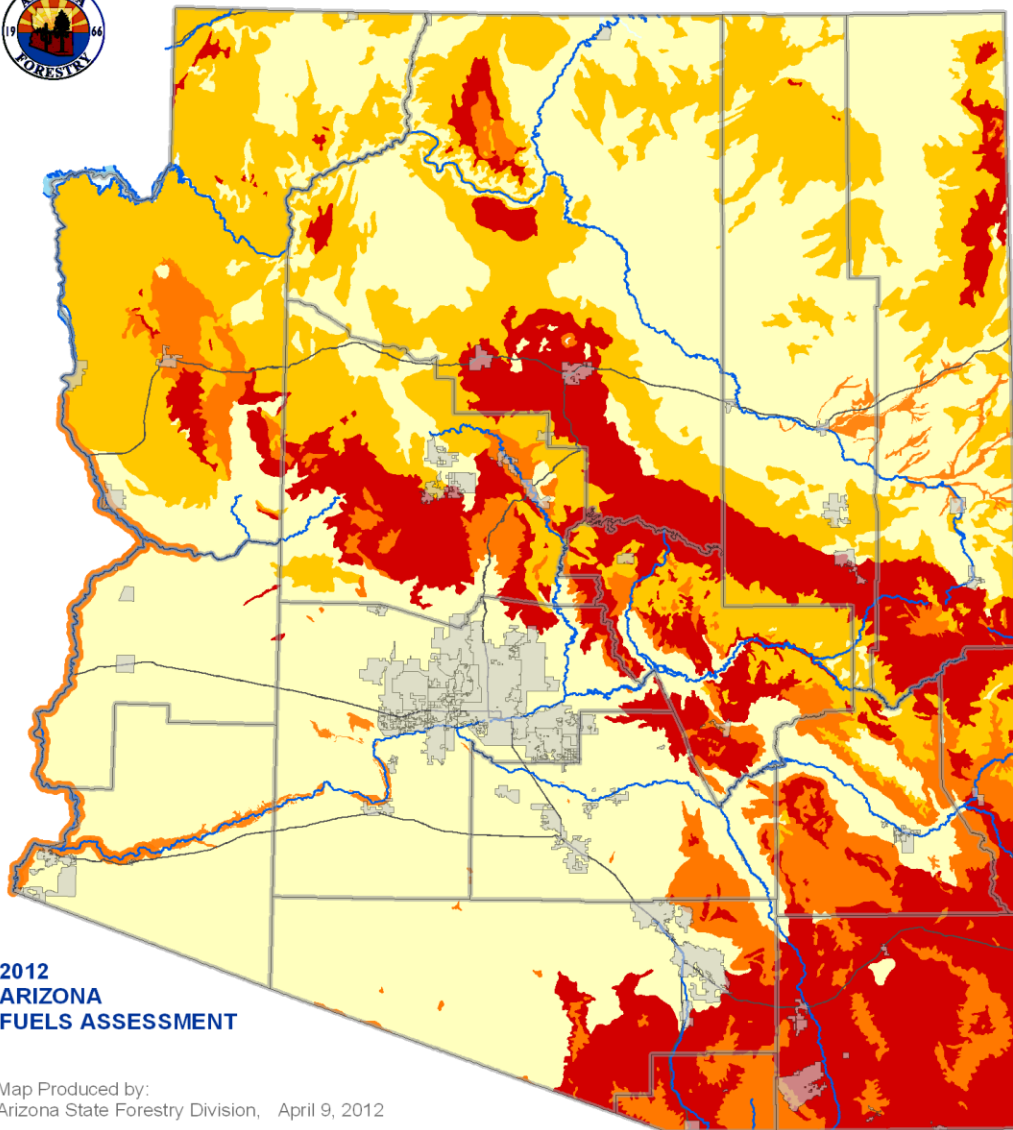 19 66
FORESTRY
2012
ARIZONA
FUELS ASSESSMENT
Map Produced by:
Arizona State Forestry Division, April 9, 2012